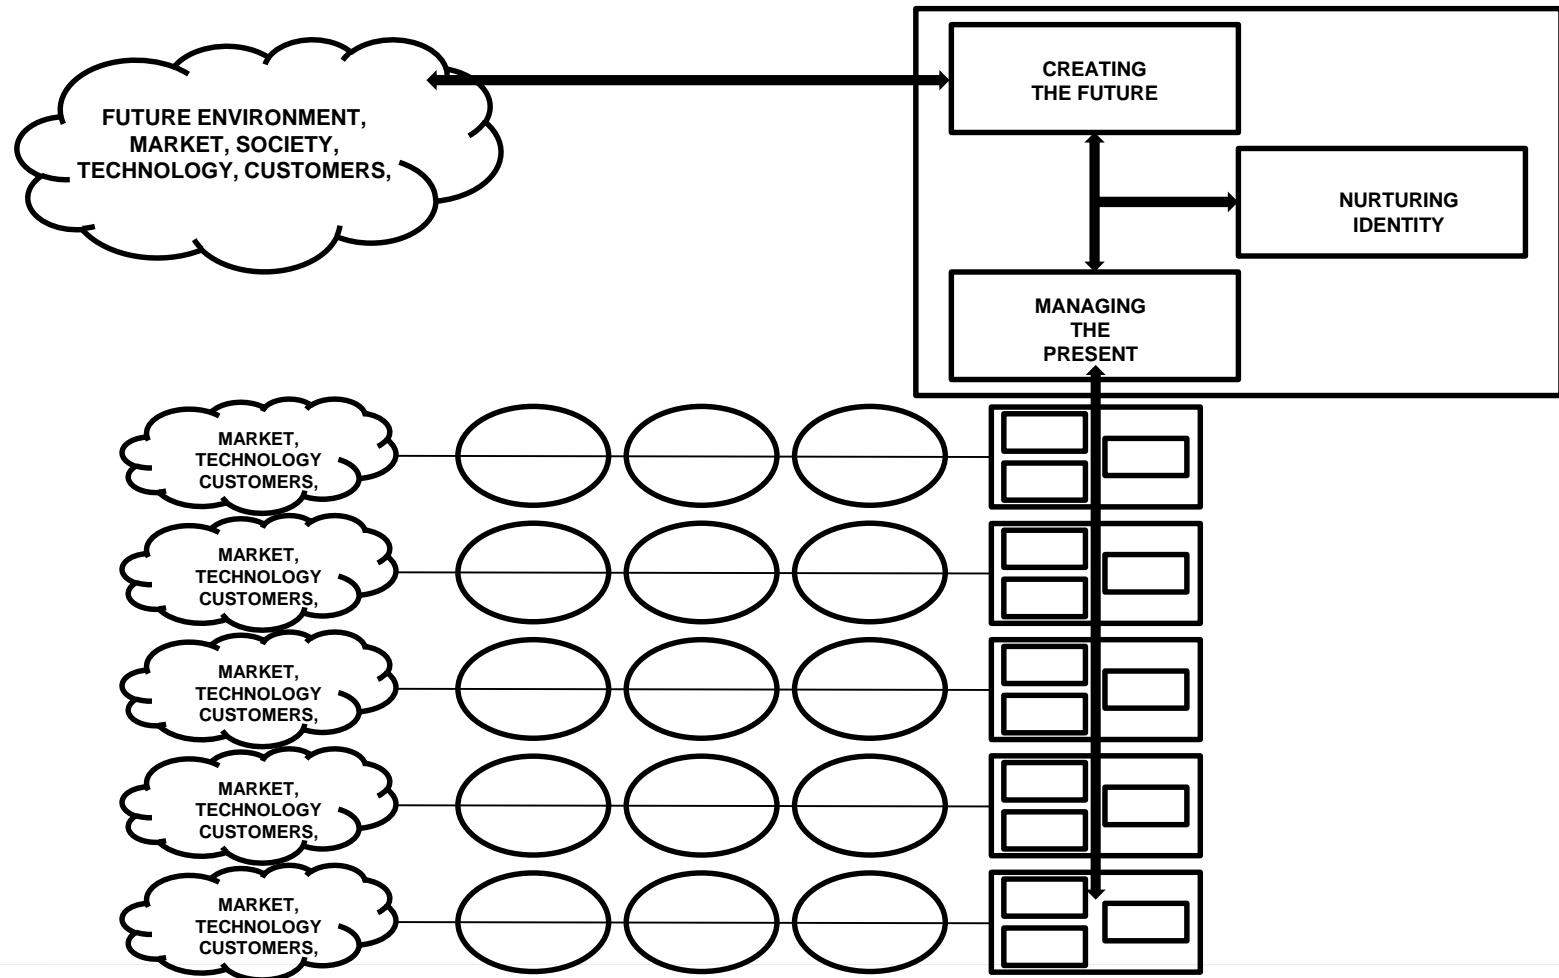 FUTURE ENVIRONMENT,
MARKET, SOCIETY,
TECHNOLOGY, CUSTOMERS,
CREATING
THE FUTURE
NURTURING
IDENTITY
MANAGING
THE
PRESENT
MARKET,
TECHNOLOGY
CUSTOMERS,
MARKET,
TECHNOLOGY
CUSTOMERS,
MARKET,
TECHNOLOGY
CUSTOMERS,
MARKET,
TECHNOLOGY
CUSTOMERS,
MARKET,
TECHNOLOGY
CUSTOMERS,